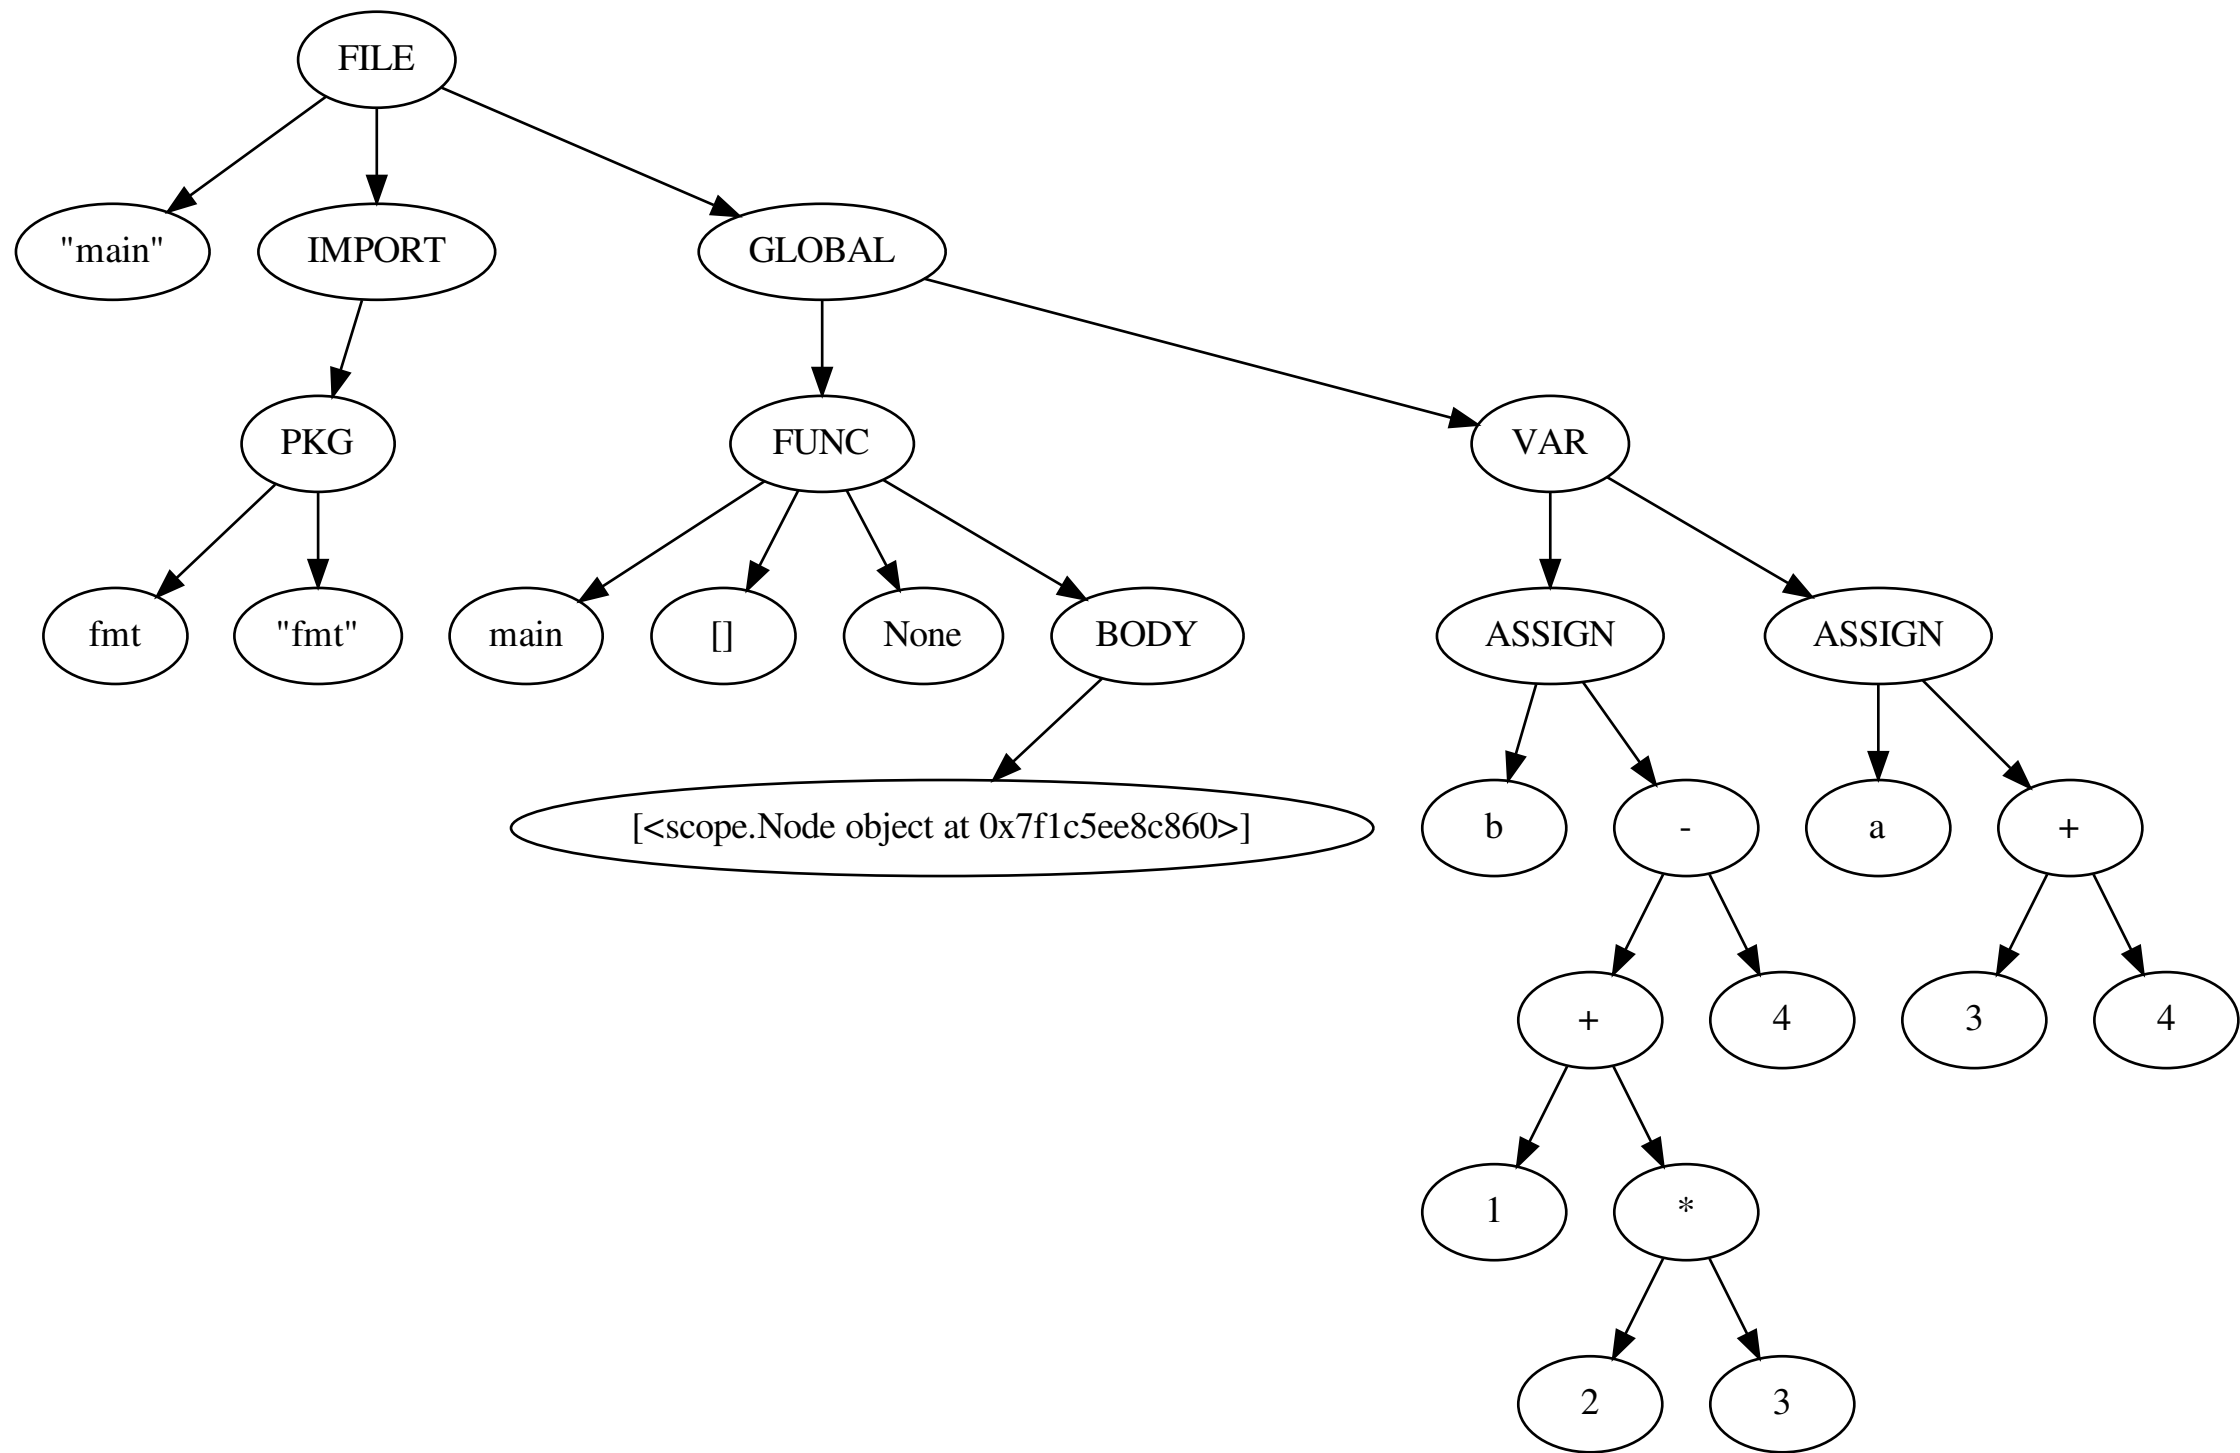 FILE
"main"
IMPORT
GLOBAL
PKG
FUNC
VAR
fmt
"fmt"
main
[]
None
BODY
ASSIGN
ASSIGN
[<scope.Node object at 0x7f1c5ee8c860>]
b
-
a
+
+
4
3
4
1
*
2
3